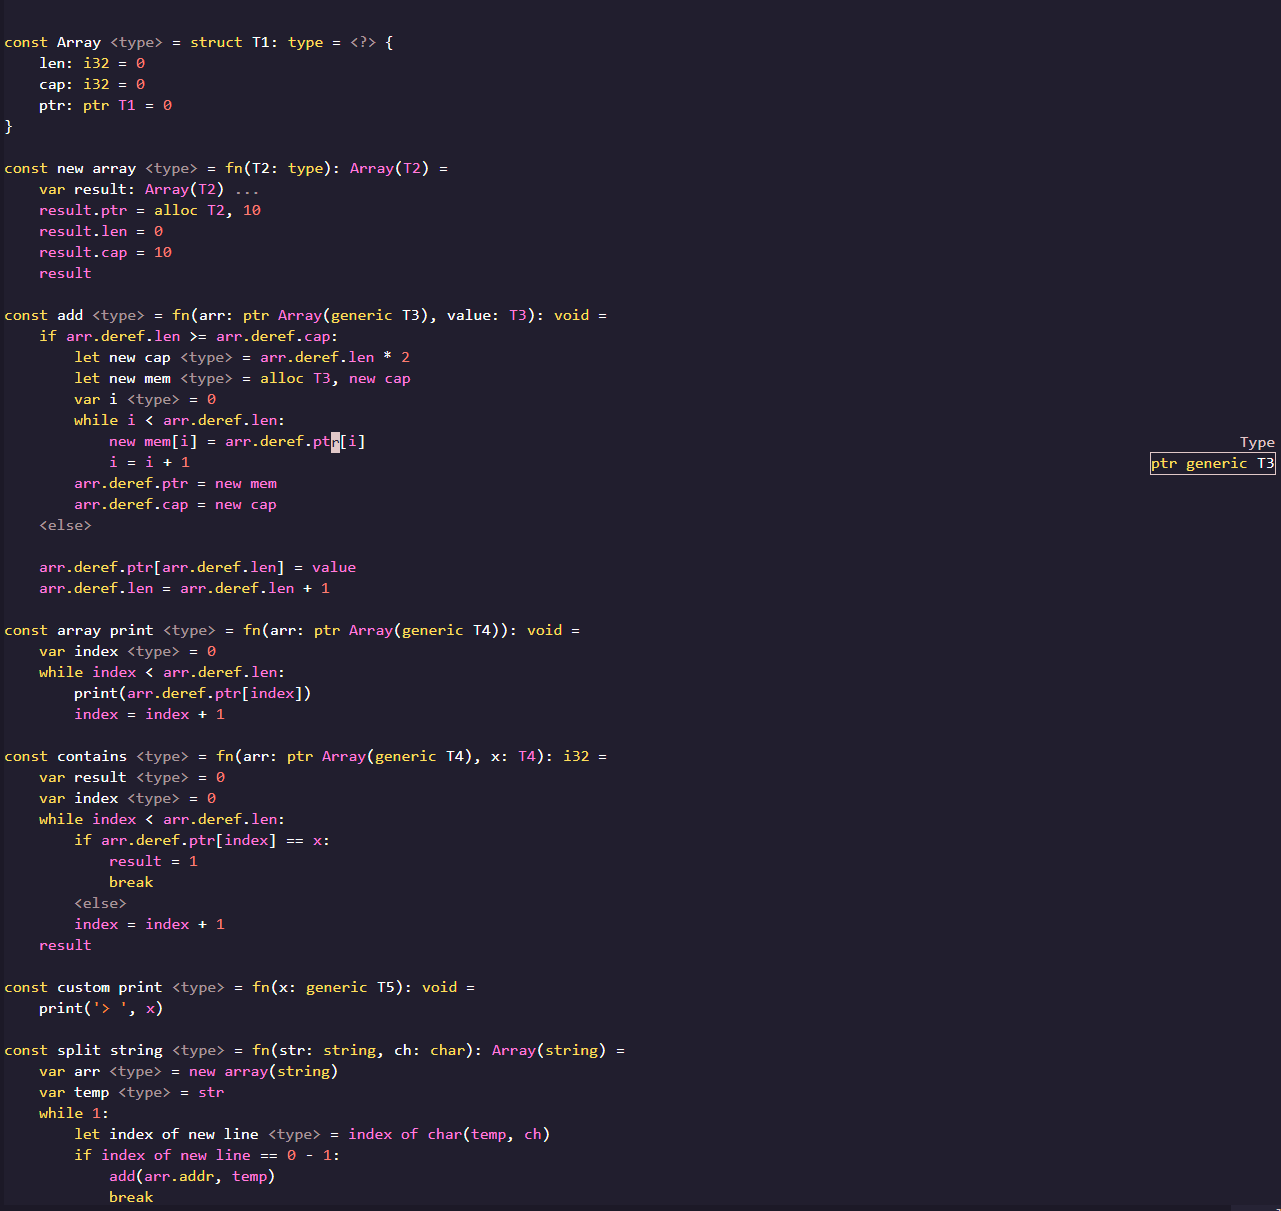 const Array <type> = struct T1: type = <?> {
    len: i32 = 0
    cap: i32 = 0
    ptr: ptr T1 = 0
}
const new array <type> = fn(T2: type): Array(T2) =
    var result: Array(T2) ...
    result.ptr = alloc T2, 10
    result.len = 0
    result.cap = 10
    result
const add <type> = fn(arr: ptr Array(generic T3), value: T3): void =
    if arr.deref.len >= arr.deref.cap:
        let new cap <type> = arr.deref.len * 2
        let new mem <type> = alloc T3, new cap
        var i <type> = 0
        while i < arr.deref.len:
            new mem[i] = arr.deref.ptr[i]
            i = i + 1
        arr.deref.ptr = new mem
        arr.deref.cap = new cap
    <else>
    arr.deref.ptr[arr.deref.len] = value
    arr.deref.len = arr.deref.len + 1
const array print <type> = fn(arr: ptr Array(generic T4)): void =
    var index <type> = 0
    while index < arr.deref.len:
        print(arr.deref.ptr[index])
        index = index + 1
const contains <type> = fn(arr: ptr Array(generic T4), x: T4): i32 =
    var result <type> = 0
    var index <type> = 0
    while index < arr.deref.len:
        if arr.deref.ptr[index] == x:
            result = 1
            break
        <else>
        index = index + 1
    result
const custom print <type> = fn(x: generic T5): void =
    print('> ', x)
const split string <type> = fn(str: string, ch: char): Array(string) =
    var arr <type> = new array(string)
    var temp <type> = str
    while 1:
        let index of new line <type> = index of char(temp, ch)
        if index of new line == 0 - 1:
            add(arr.addr, temp)
            break
Type
ptr generic T3